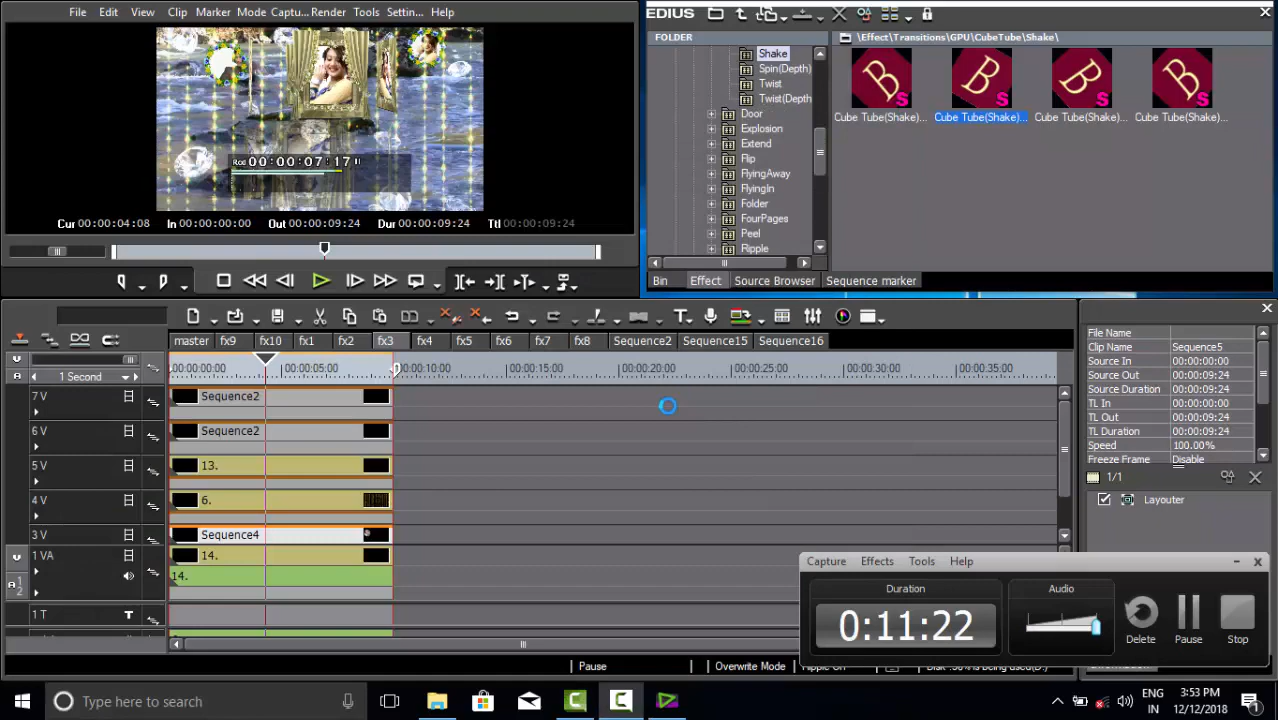 File Edit View Clip Marker Mode Captu... Render Tools Settin... Help
Rcc 00:00:07:17
Cur 00:00:04:08 In 00:00:00:00 Out 00:00:09:24 Dur 00:00:09:24 Ttl 00:00:09:24
EDIUS
FOLDER
\Effect\Transitions\GPU\CubeTube\Shake\
Shake
Spin(Depth)
Twist
Twist(Depth
Door
Explosion
Extend
Flip
FlyingAway
FlyingIn
Folder
FourPages
Peel
Ripple
Cube Tube(Shake)... Cube Tube(Shake)... Cube Tube(Shake)... Cube Tube(Shake)...
Bin Effect Source Browser Sequence marker
master fx9 fx10 fx1 fx2 fx3 fx4 fx5 fx6 fx7 fx8 Sequence2 Sequence15 Sequence16
1 Second
00:00:00:00 00:00:05:00 00:00:10:00 00:00:15:00 00:00:20:00 00:00:25:00 00:00:30:00 00:00:35:00
7 V Sequence2
6 V Sequence2
5 V 13.
4 V 6.
3 V Sequence4
1 VA 14.
14.
1 T
File Name
Clip Name Sequence5
Source In 00:00:00:00
Source Out 00:00:09:24
Source Duration 00:00:09:24
TL In 00:00:00:00
TL Out 00:00:09:24
TL Duration 00:00:09:24
Speed 100.00%
Freeze Frame Disable
1/1
Layouter
Capture Effects Tools Help
Duration Audio
0:11:22
Delete Pause Stop
Pause Overwrite Mode
Type here to search
ENG
IN
3:53 PM
12/12/2018